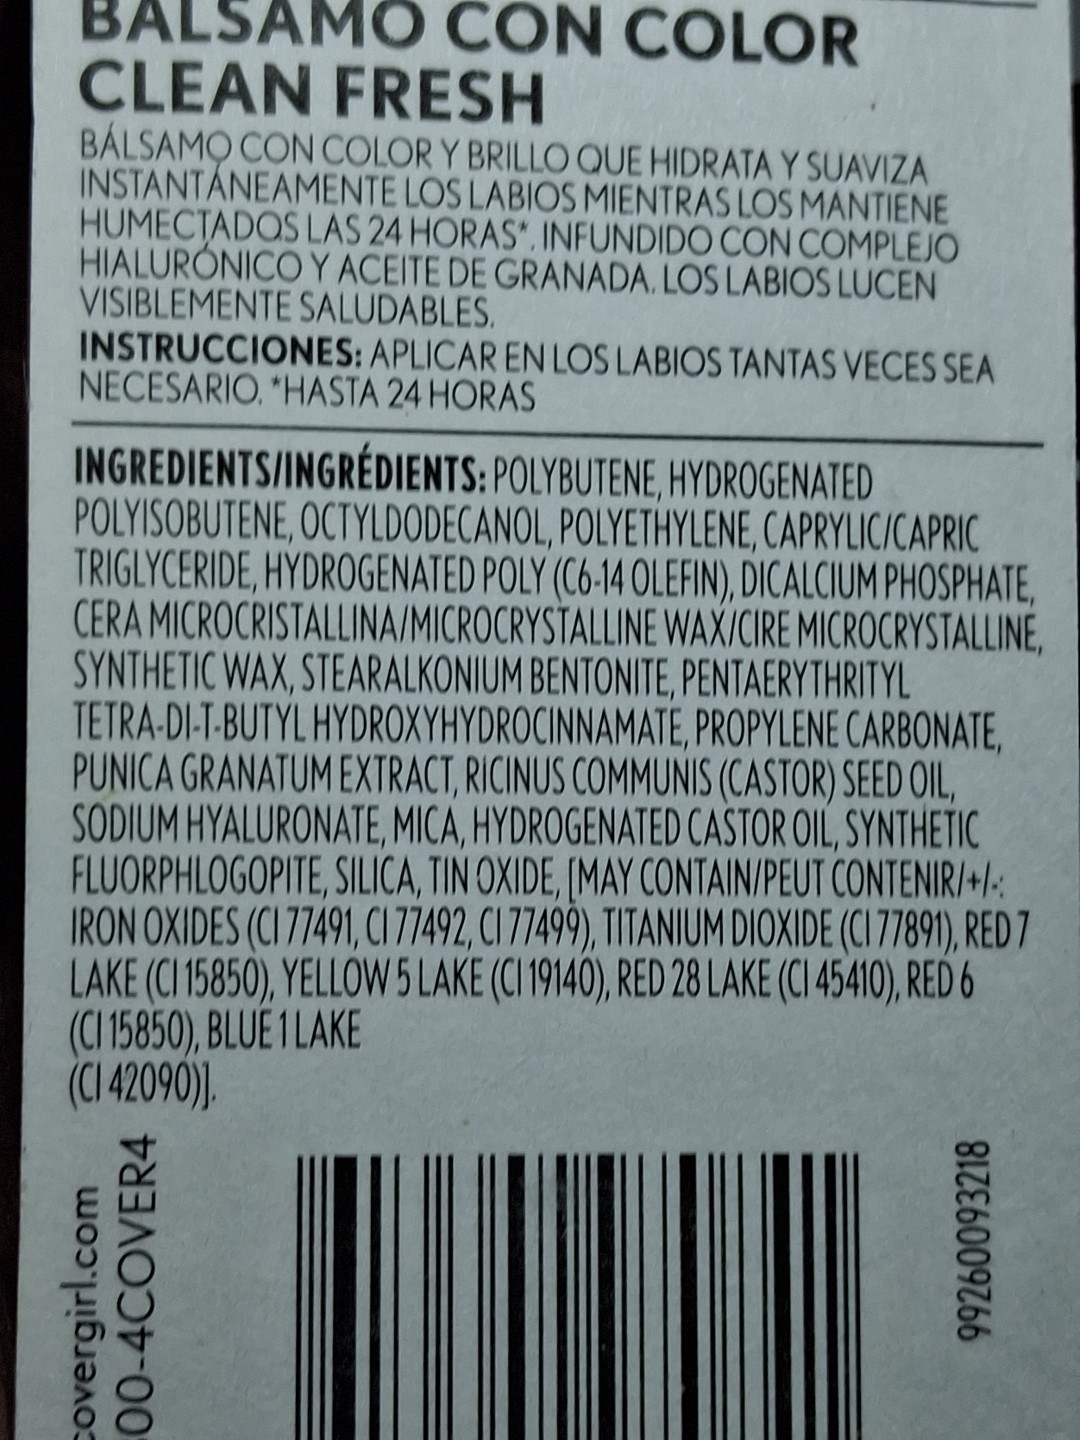 BÁLSAMO CON COLOR
CLEAN FRESH
BÁLSAMO CON COLOR Y BRILLO QUE HIDRATA Y SUAVIZA
INSTANTÁNEAMENTE LOS LABIOS MIENTRAS LOS MANTIENE
HUMECTADOS LAS 24 HORAS*. INFUNDIDO CON COMPLEJO
HIALURÓNICO Y ACEITE DE GRANADA. LOS LABIOS LUCEN
VISIBLEMENTE SALUDABLES.
INSTRUCCIONES: APLICAR EN LOS LABIOS TANTAS VECES SEA
NECESARIO. *HASTA 24 HORAS
INGREDIENTS/INGRÉDIENTS: POLYBUTENE, HYDROGENATED
POLYISOBUTENE, OCTYLDODECANOL, POLYETHYLENE, CAPRYLIC/CAPRIC
TRIGLYCERIDE, HYDROGENATED POLY (C6-14 OLEFIN), DICALCIUM PHOSPHATE,
CERA MICROCRISTALLINA/MICROCRYSTALLINE WAX/CIRE MICROCRYSTALLINE,
SYNTHETIC WAX, STEARALKONIUM BENTONITE, PENTAERYTHRITYL
TETRA-DI-T-BUTYL HYDROXYHYDROCINNAMATE, PROPYLENE CARBONATE,
PUNICA GRANATUM EXTRACT, RICINUS COMMUNIS (CASTOR) SEED OIL,
SODIUM HYALURONATE, MICA, HYDROGENATED CASTOR OIL, SYNTHETIC
FLUORPHLOGOPITE, SILICA, TIN OXIDE, [MAY CONTAIN/PEUT CONTENIR/+/-:
IRON OXIDES (CI 77491, CI 77492, CI 77499), TITANIUM DIOXIDE (CI 77891), RED 7
LAKE (CI 15850), YELLOW 5 LAKE (CI 19140), RED 28 LAKE (CI 45410), RED 6
(CI 15850), BLUE 1 LAKE
(CI 42090)].
overgirl.com
00-4COVER4
99260093218